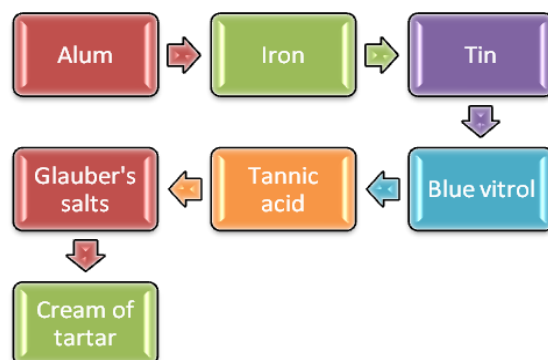 Alum
Iron
Tin
Blue vitrol
Tannic
acid
Glauber's
salts
Cream of
tartar